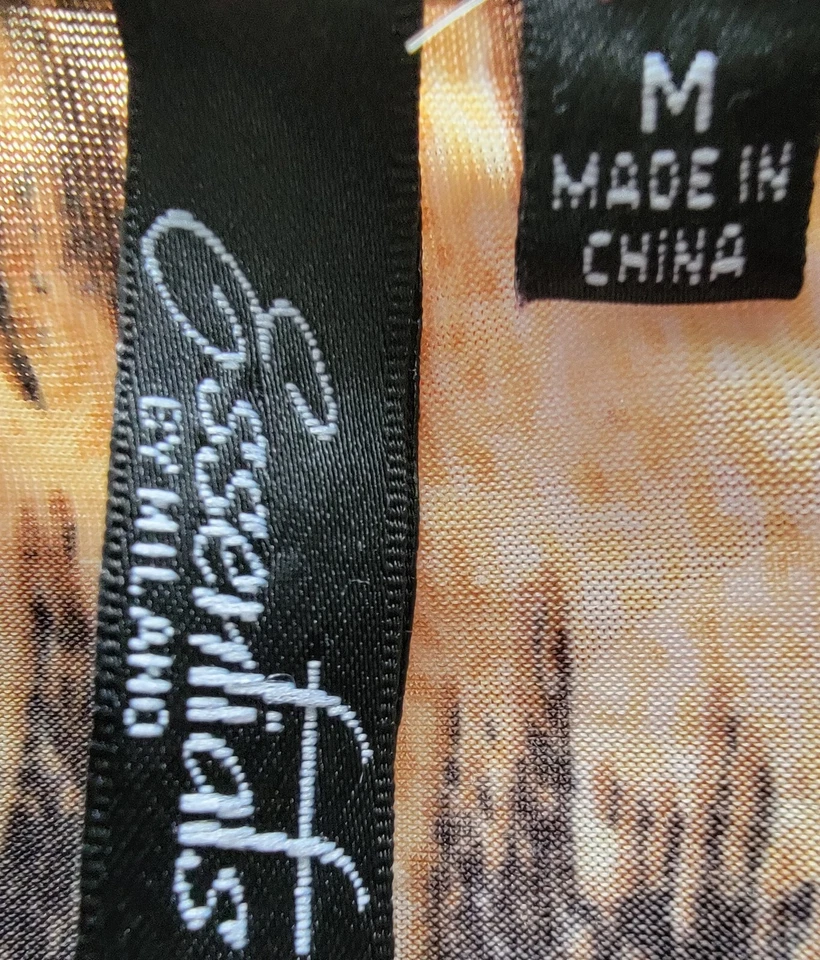 Essentials
BY MILANO
M
MADE IN
CHINA